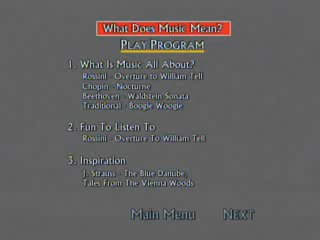 What Does Music Mean?
Play Program
1. What Is Music All About?
Rossini - Overture to William Tell
Chopin - Nocturne
Beethoven - Waldstein Sonata
Traditional - Boogie Woogie
2. Fun To Listen To
Rossini - Overture To William Tell
3. Inspiration
J. Strauss - The Blue Danube,
Tales From The Vienna Woods
Main Menu
Next